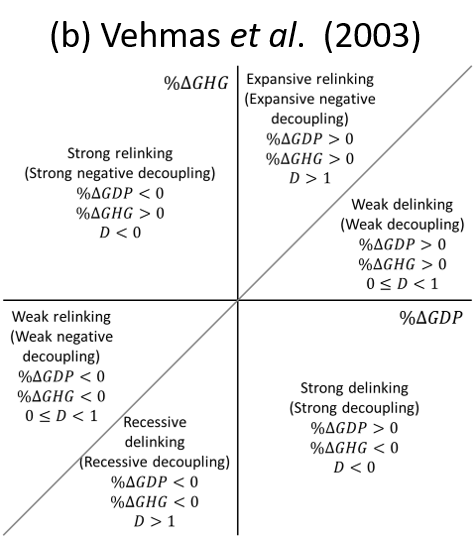 (b) Vehmas et al. (2003)
%ΔGHG
Expansive relinking
(Expansive negative
decoupling)
%ΔGDP > 0
%ΔGHG > 0
D > 1
Strong relinking
(Strong negative decoupling)
%ΔGDP < 0
%ΔGHG > 0
D < 0
Weak delinking
(Weak decoupling)
%ΔGDP > 0
%ΔGHG > 0
0 ≤ D < 1
%ΔGDP
Weak relinking
(Weak negative
decoupling)
%ΔGDP < 0
%ΔGHG < 0
0 ≤ D < 1
Recessive
delinking
(Recessive decoupling)
%ΔGDP < 0
%ΔGHG < 0
D > 1
Strong delinking
(Strong decoupling)
%ΔGDP > 0
%ΔGHG < 0
D < 0